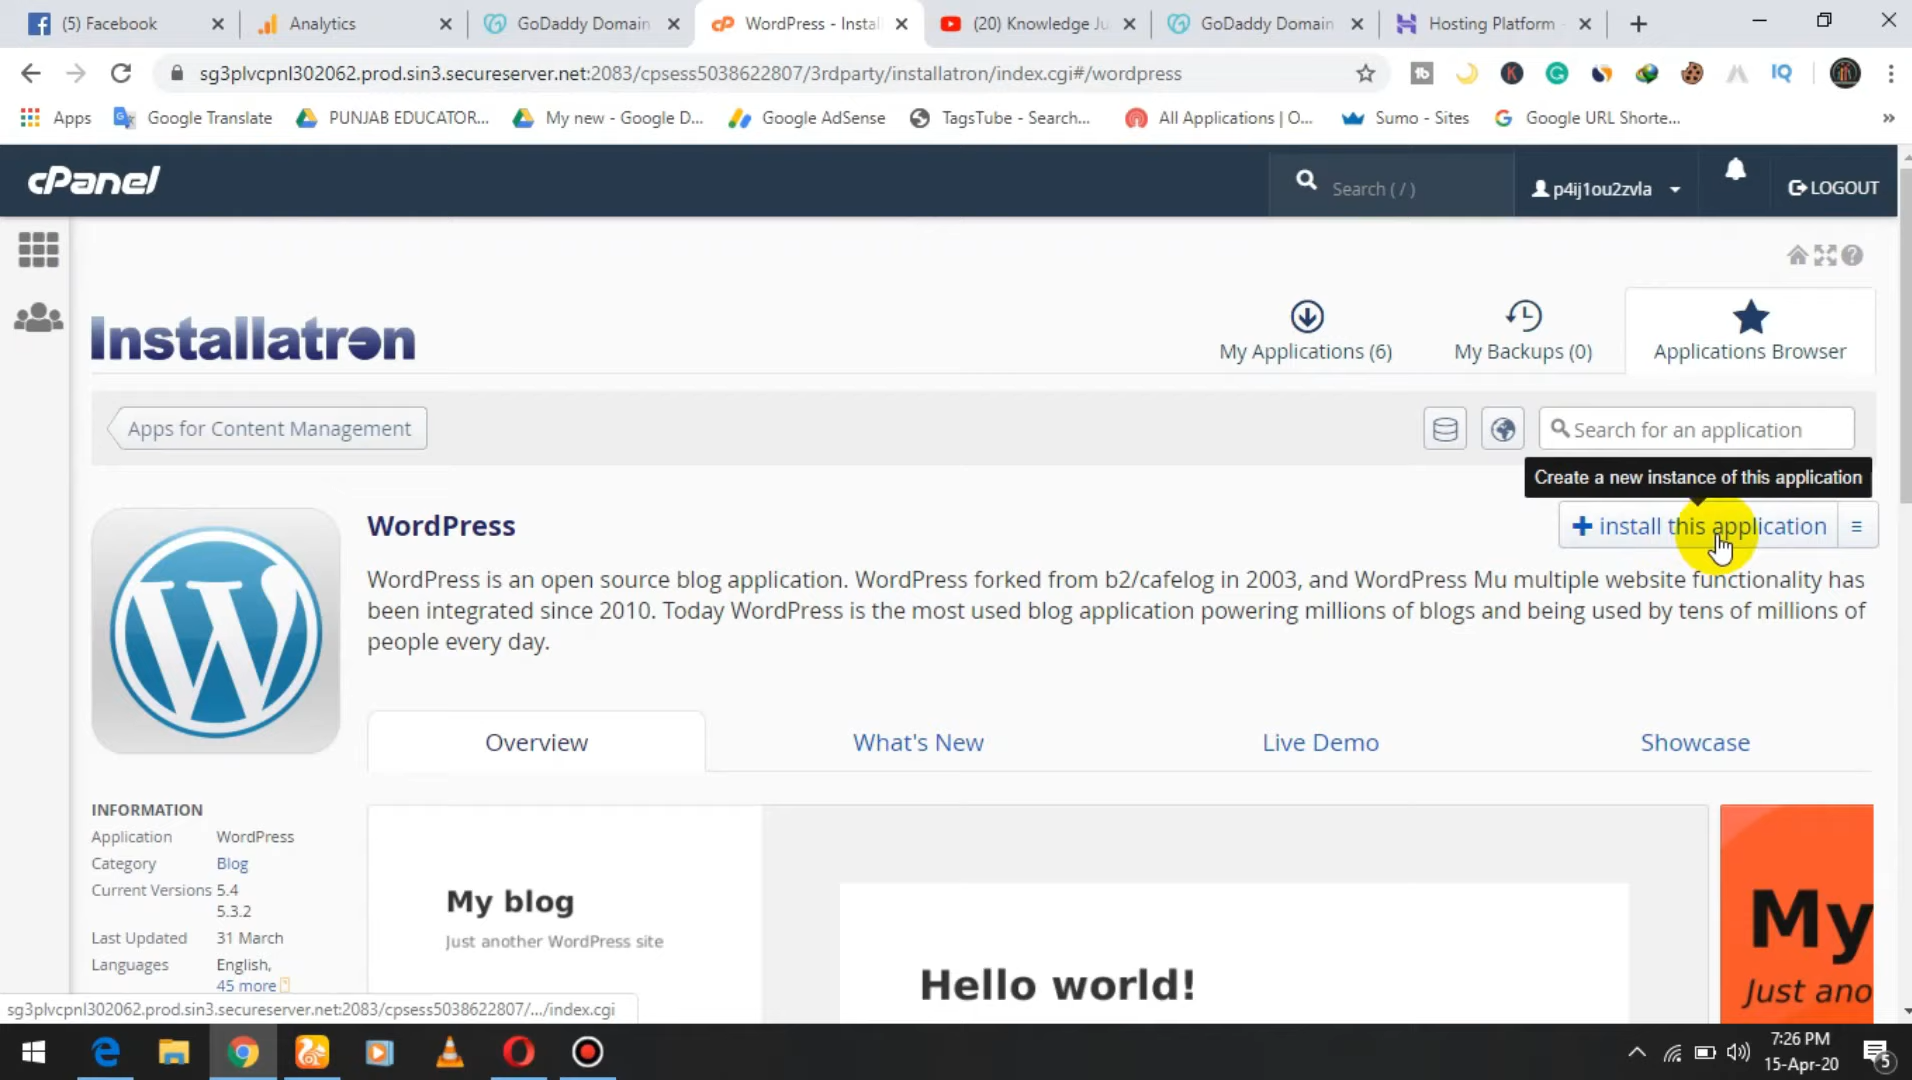 (5) Facebook
Analytics
GoDaddy Domain
WordPress - Instal
(20) Knowledge Ju
GoDaddy Domain
Hosting Platform -
sg3plvcpnl302062.prod.sin3.secureserver.net:2083/cpsess5038622807/3rdparty/installatron/index.cgi#/wordpress
Apps
Google Translate
PUNJAB EDUCATOR...
My new - Google D...
Google AdSense
TagsTube - Search...
All Applications | O...
Sumo - Sites
Google URL Shorte...
cPanel
Search ( / )
p4ij1ou2zvla
LOGOUT
Installatron
My Applications (6)
My Backups (0)
Applications Browser
Apps for Content Management
Search for an application
Create a new instance of this application
WordPress
install this application
WordPress is an open source blog application. WordPress forked from b2/cafelog in 2003, and WordPress Mu multiple website functionality has
been integrated since 2010. Today WordPress is the most used blog application powering millions of blogs and being used by tens of millions of
people every day.
Overview
What's New
Live Demo
Showcase
INFORMATION
Application WordPress
Category Blog
Current Versions 5.4
5.3.2
Last Updated 31 March
Languages English,
45 more
My blog
Just another WordPress site
Hello world!
My
Just ano
sg3plvcpnl302062.prod.sin3.secureserver.net:2083/cpsess5038622807/.../index.cgi
7:26 PM
15-Apr-20
5